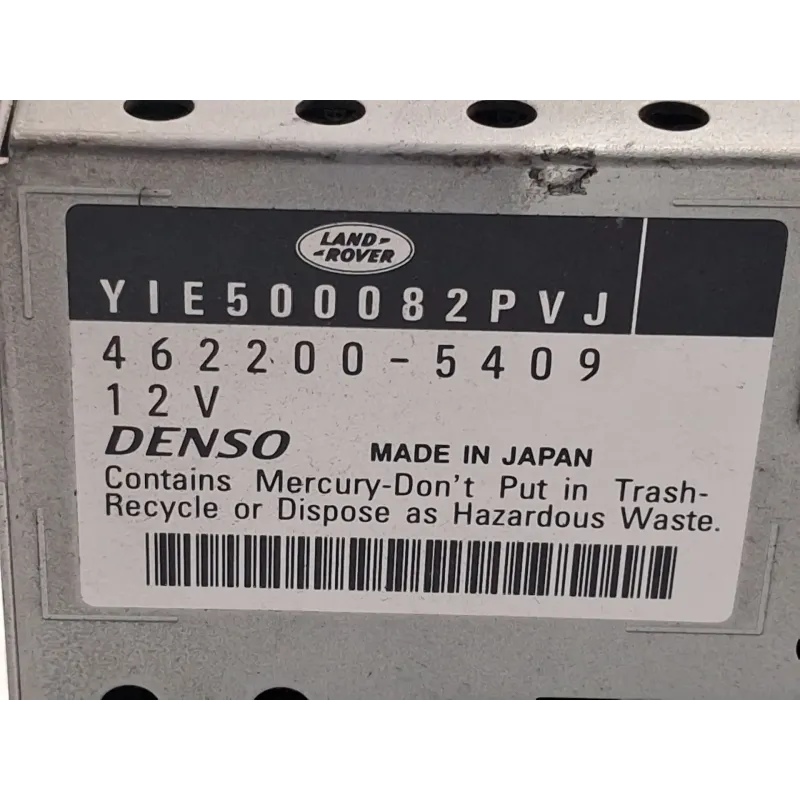 LAND-
-ROVER
YIE500082PVJ
462200-5409
12V
DENSO MADE IN JAPAN
Contains Mercury-Don't Put in Trash-
Recycle or Dispose as Hazardous Waste.